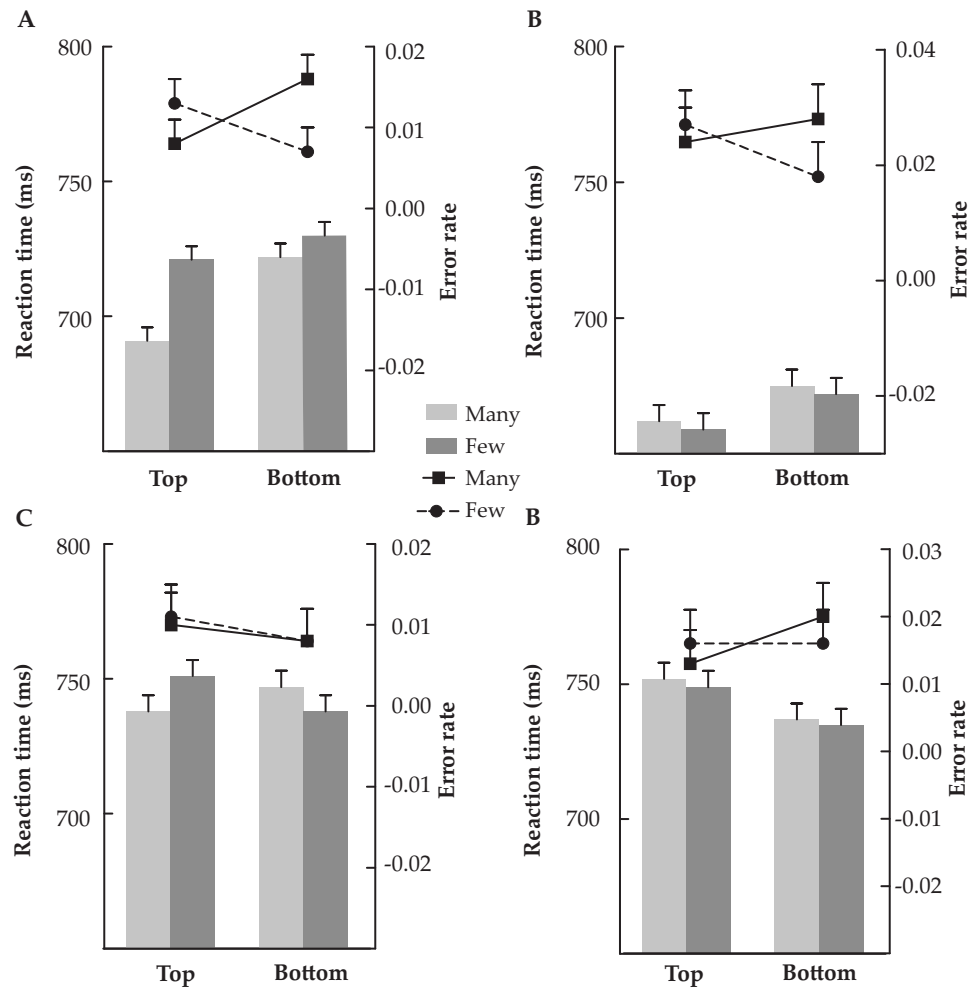 A
800
750
700
Reaction time (ms)
0.02
0.01
0.00
-0.01
-0.02
Error rate
Top
Bottom
B
800
750
700
Reaction time (ms)
0.04
0.02
0.00
-0.02
Error rate
Top
Bottom
Many
Few
Many
Few
C
800
750
700
Reaction time (ms)
0.02
0.01
0.00
-0.01
-0.02
Error rate
Top
Bottom
B
800
750
700
Reaction time (ms)
0.03
0.02
0.01
0.00
-0.01
-0.02
Error rate
Top
Bottom